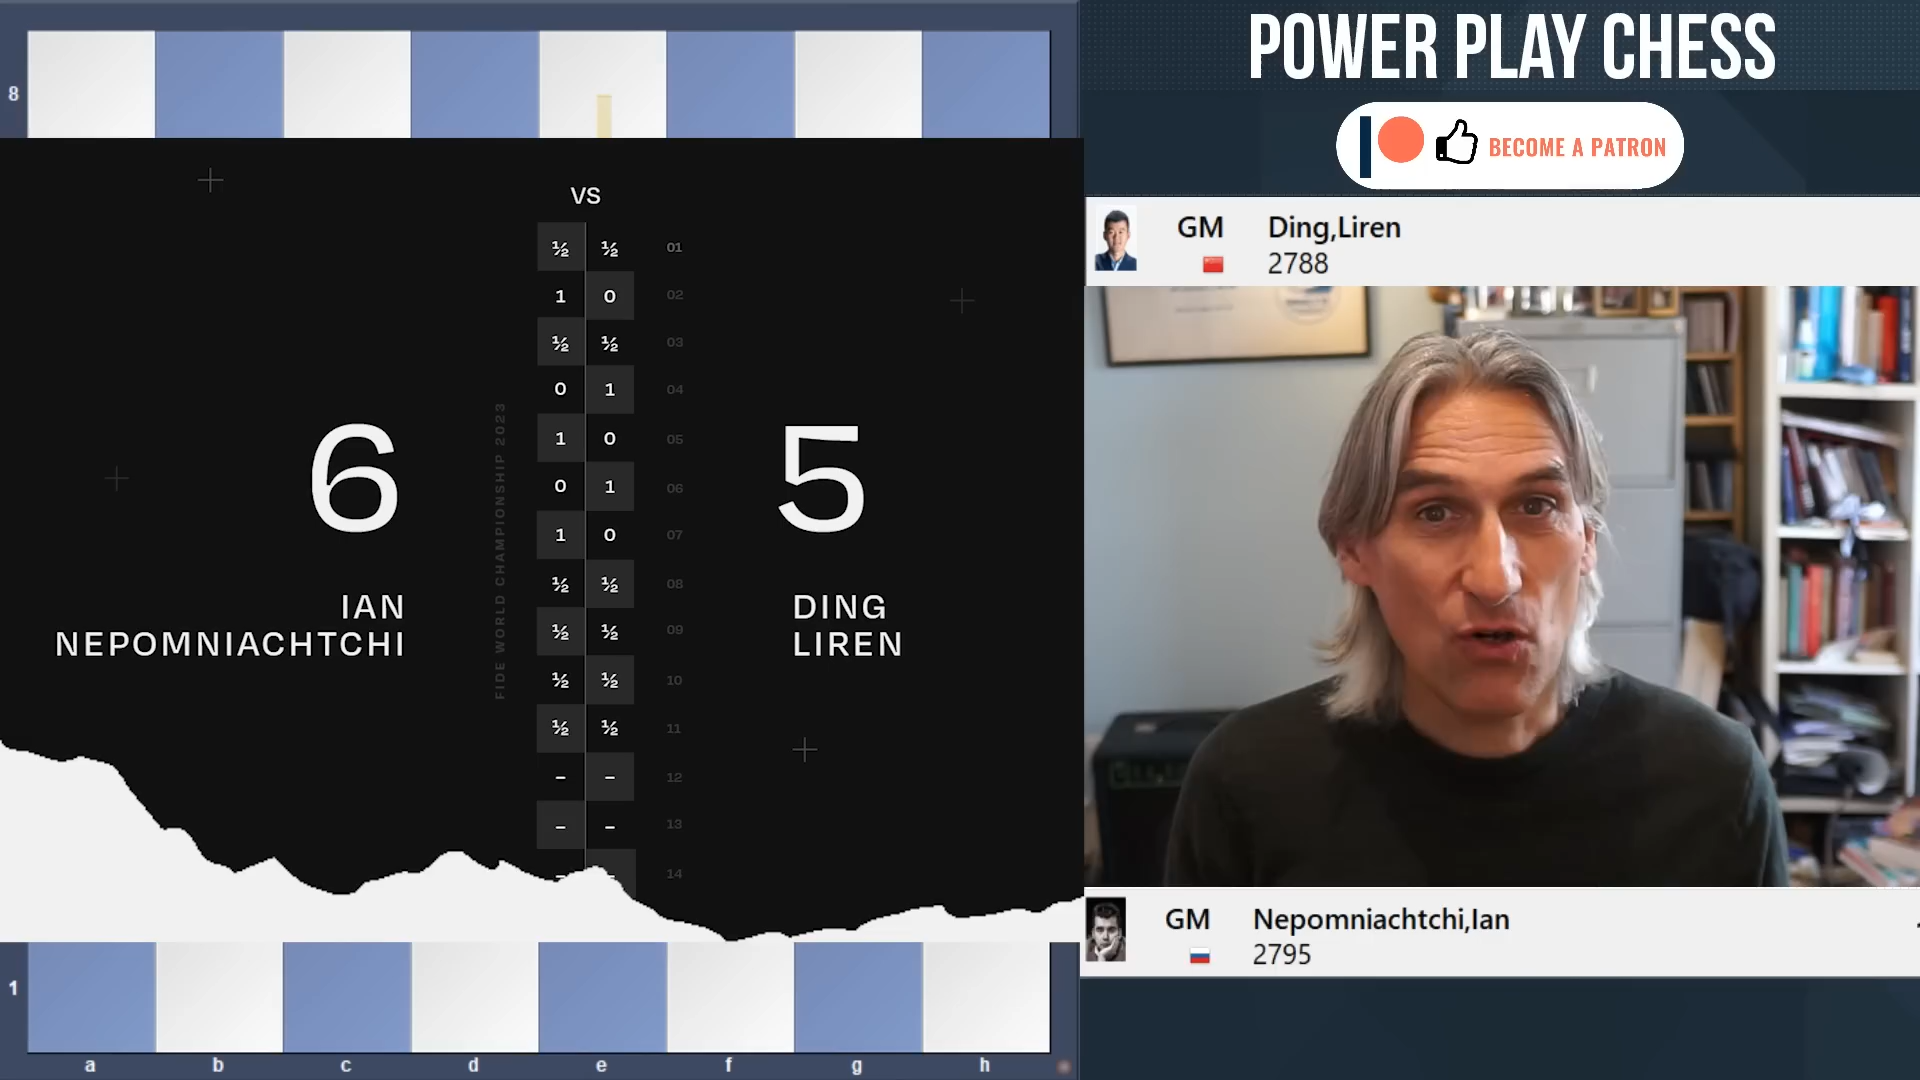 POWER PLAY CHESS
BECOME A PATRON
GM Ding,Liren
2788
GM Nepomniachtchi,Ian
2795
8
1
a b c d e f g h
VS
½ ½ 01
1 0 02
½ ½ 03
0 1 04
1 0 05
0 1 06
1 0 07
½ ½ 08
½ ½ 09
½ ½ 10
½ ½ 11
– – 12
– – 13
– – 14
6
IAN
NEPOMNIACHTCHI
FIDE WORLD CHAMPIONSHIP 2023
5
DING
LIREN